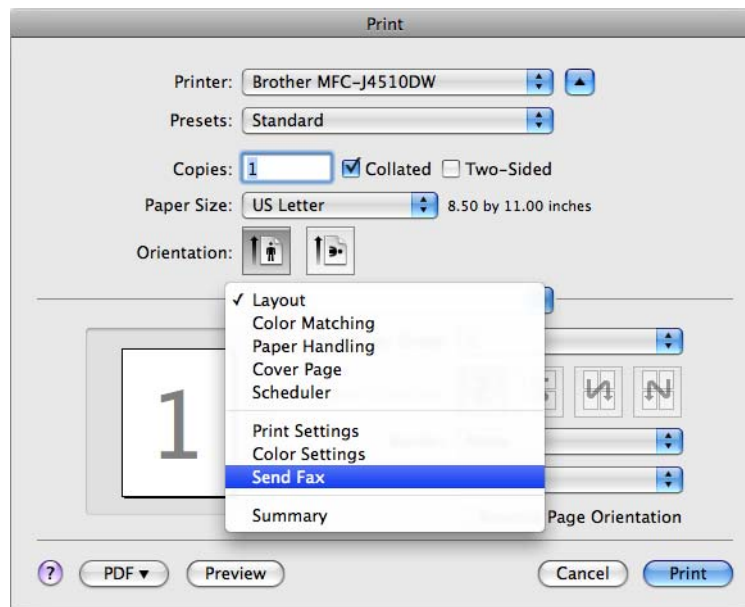 Print
Printer: Brother MFC-J4510DW
Presets: Standard
Copies: 1 ✓ Collated Two-Sided
Paper Size: US Letter 8.50 by 11.00 inches
Orientation:
✓ Layout
Color Matching
Paper Handling
Cover Page
Scheduler
Print Settings
Color Settings
Send Fax
Summary
1
Page Orientation
? PDF ▼ Preview Cancel Print